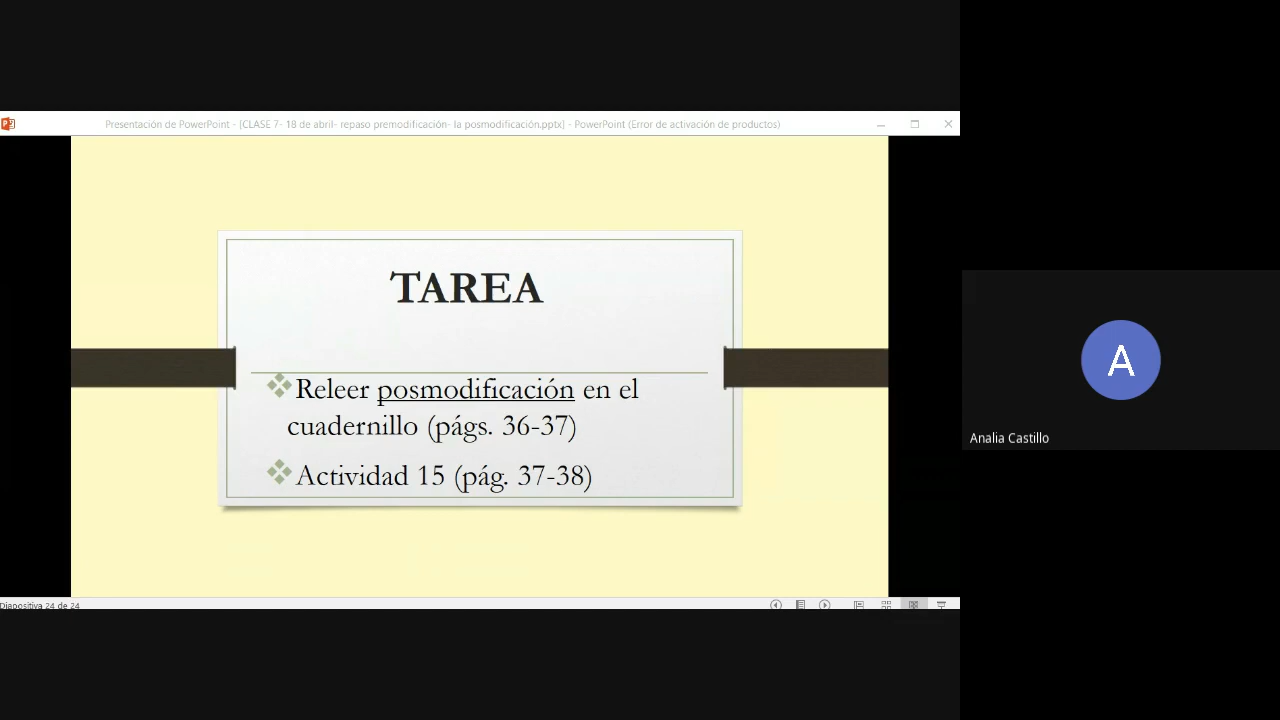 Presentación de PowerPoint - [CLASE 7- 18 de abril- repaso premodificación- la posmodificación.pptx] - PowerPoint (Error de activación de productos)
TAREA
Releer posmodificación en el
cuadernillo (págs. 36-37)
Actividad 15 (pág. 37-38)
A
Analia Castillo
Diapositiva 24 de 24